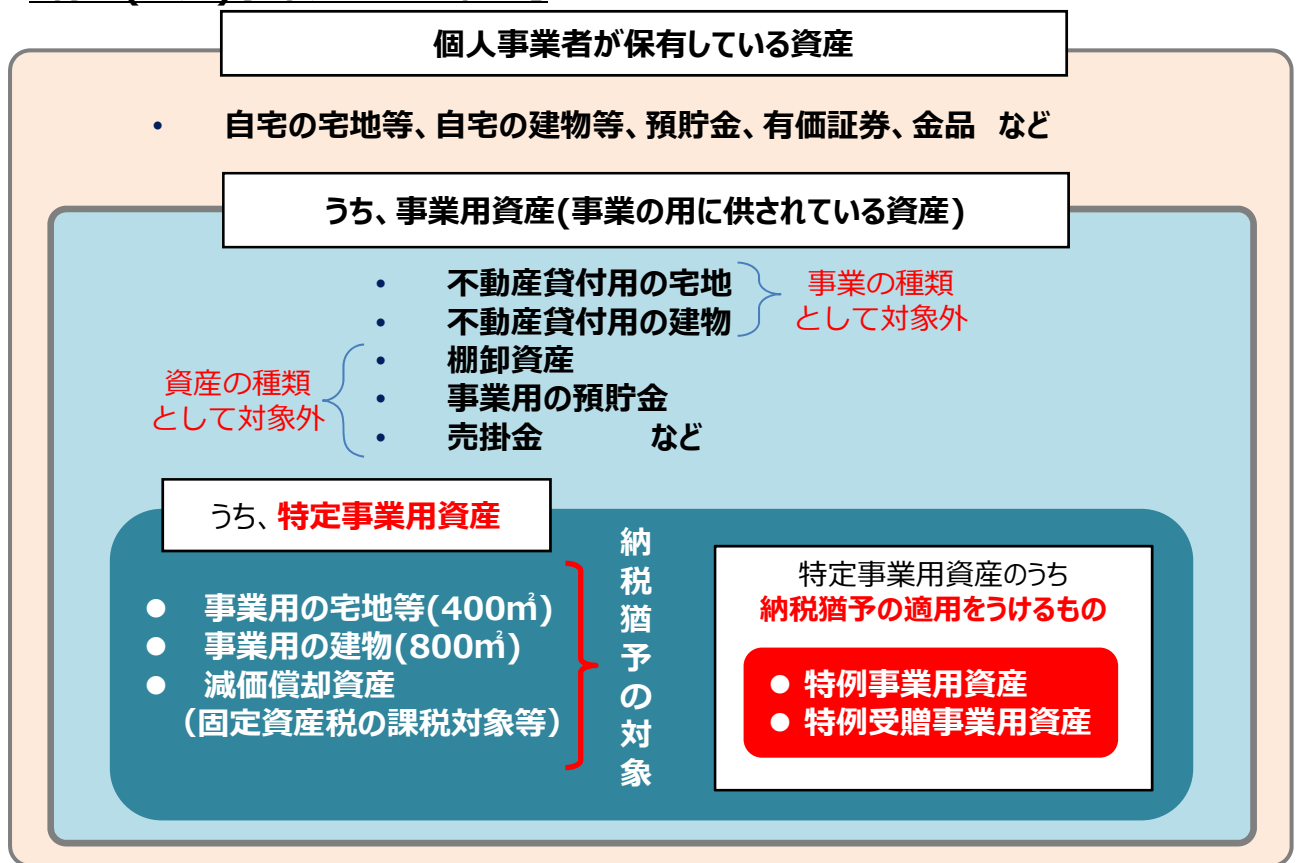 個人事業者が保有している資産
・ 自宅の宅地等、自宅の建物等、預貯金、有価証券、金品 など
うち、事業用資産(事業の用に供されている資産)
・ 不動産貸付用の宅地
・ 不動産貸付用の建物
事業の種類
として対象外
・ 棚卸資産
・ 事業用の預貯金
・ 売掛金 など
資産の種類
として対象外
うち、特定事業用資産
● 事業用の宅地等(400㎡)
● 事業用の建物(800㎡)
● 減価償却資産
（固定資産税の課税対象等）
納税猶予の対象
特定事業用資産のうち
納税猶予の適用をうけるもの
● 特例事業用資産
● 特例受贈事業用資産